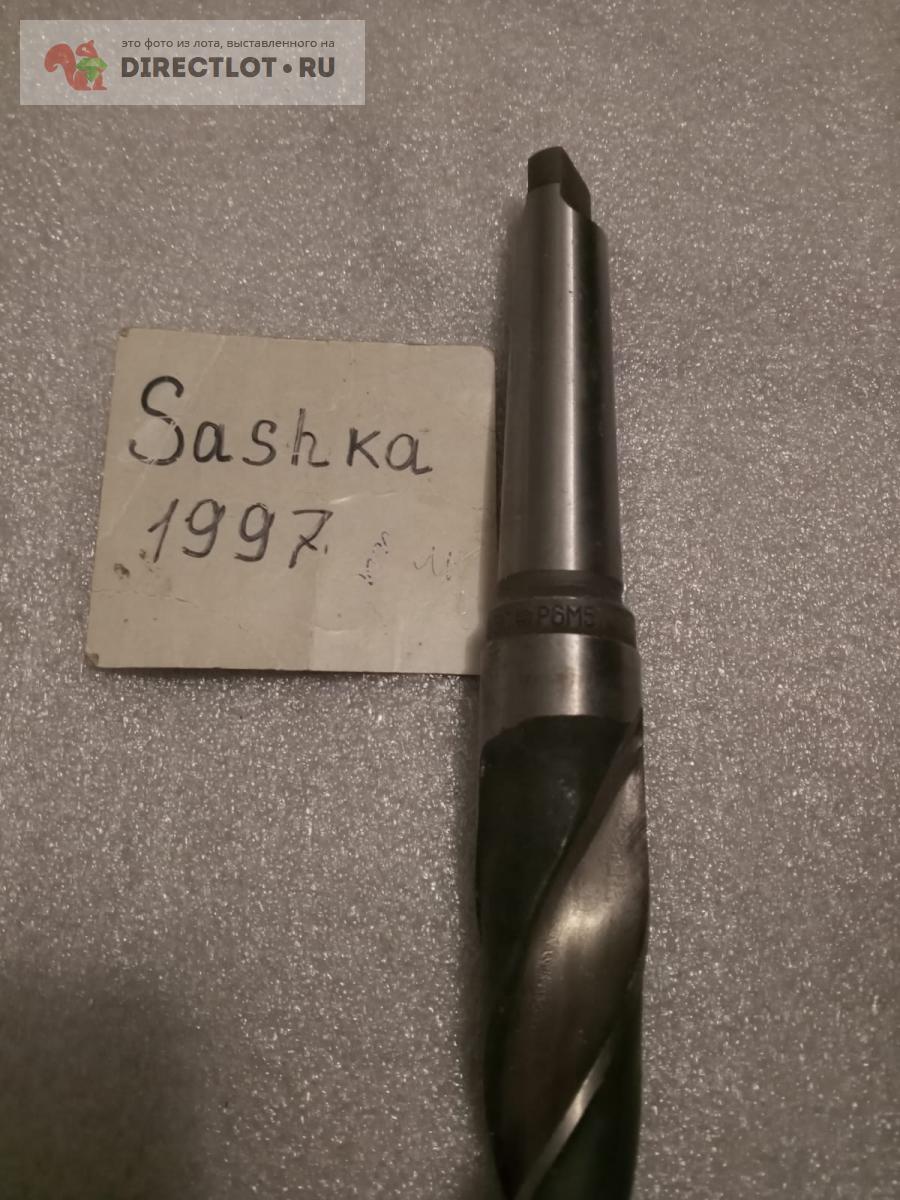 это фото из лота, выставленного на
DIRECTLOT•RU
Sashka
1997
Р6М5